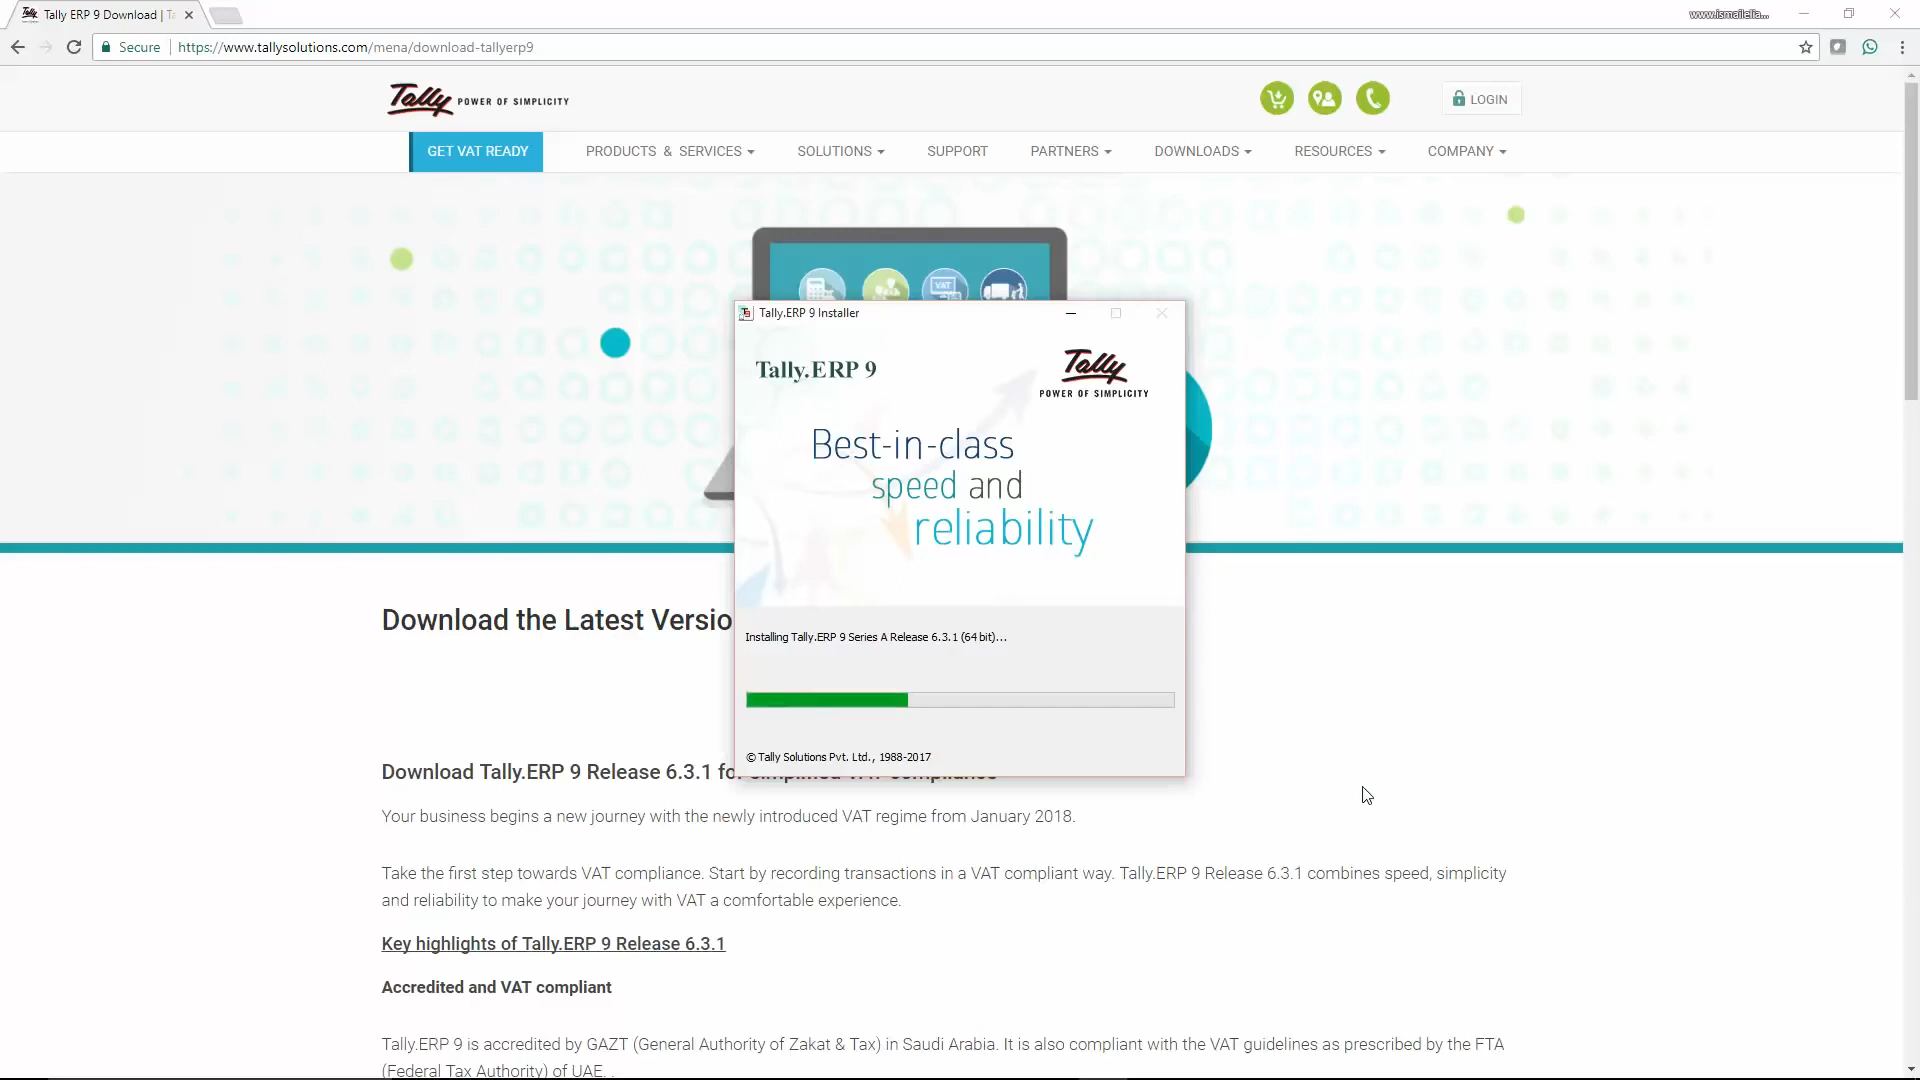 Tally ERP 9 Download | Ta
Secure
https://www.tallysolutions.com/mena/download-tallyerp9
Tally POWER OF SIMPLICITY
LOGIN
GET VAT READY
PRODUCTS & SERVICES
SOLUTIONS
SUPPORT
PARTNERS
DOWNLOADS
RESOURCES
COMPANY
VAT
Tally.ERP 9 Installer
Tally.ERP 9
Tally
POWER OF SIMPLICITY
Best-in-class
speed and
reliability
Installing Tally.ERP 9 Series A Release 6.3.1 (64 bit)...
© Tally Solutions Pvt. Ltd., 1988-2017
Download the Latest Versio
Download Tally.ERP 9 Release 6.3.1 for simplified VAT compliance
Your business begins a new journey with the newly introduced VAT regime from January 2018.
Take the first step towards VAT compliance. Start by recording transactions in a VAT compliant way. Tally.ERP 9 Release 6.3.1 combines speed, simplicity
and reliability to make your journey with VAT a comfortable experience.
Key highlights of Tally.ERP 9 Release 6.3.1
Accredited and VAT compliant
Tally.ERP 9 is accredited by GAZT (General Authority of Zakat & Tax) in Saudi Arabia. It is also compliant with the VAT guidelines as prescribed by the FTA
(Federal Tax Authority) of UAE. .